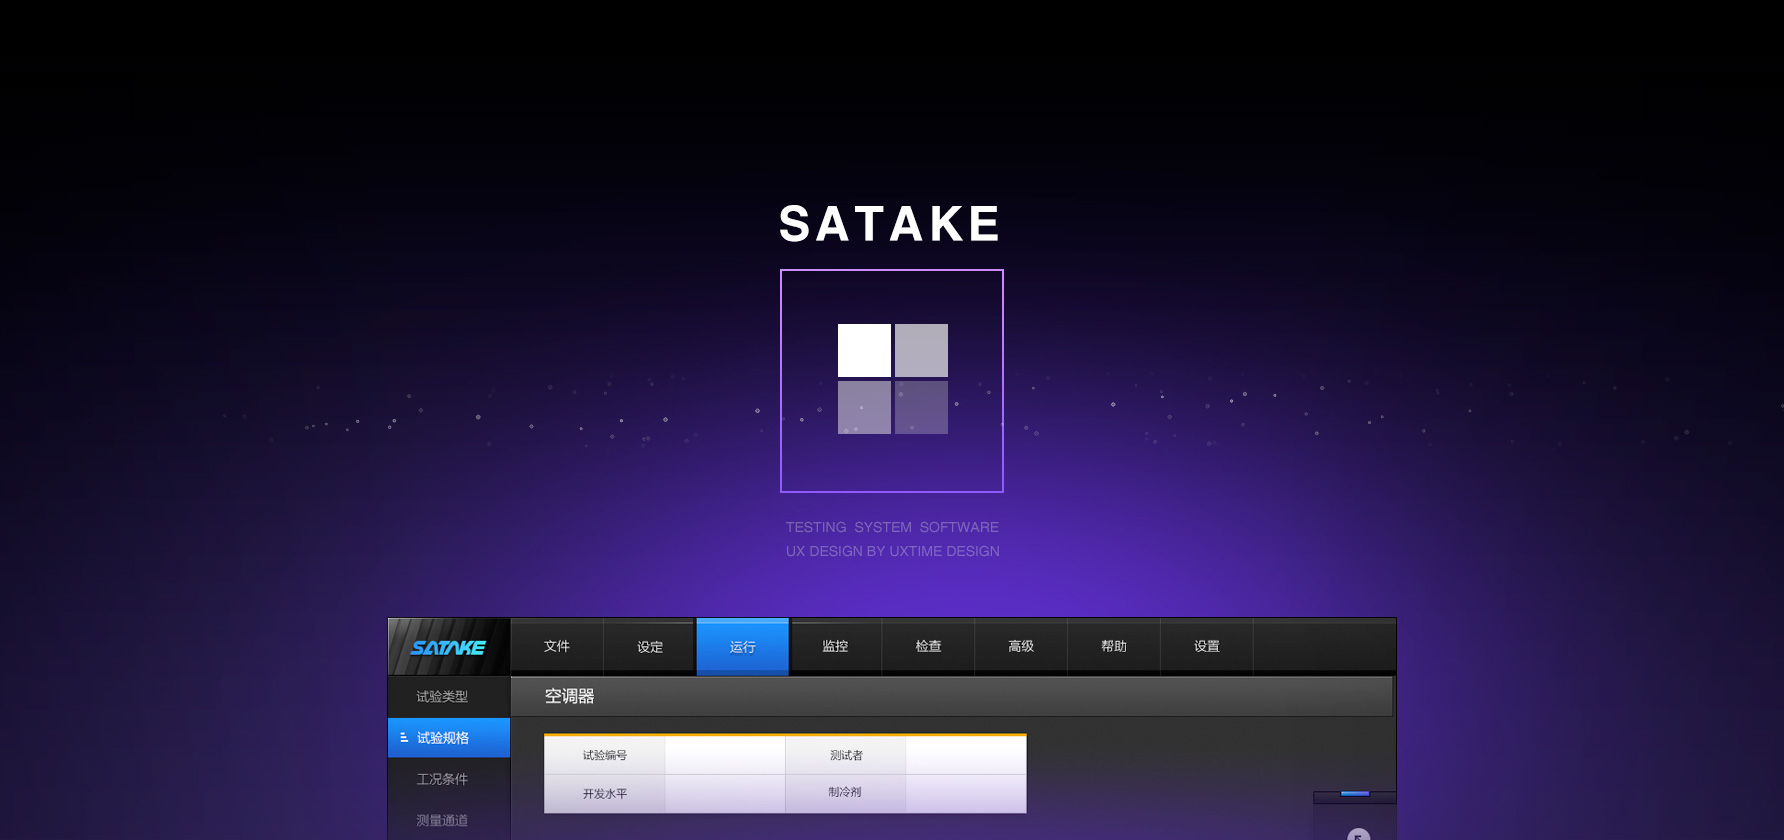 SATAKE
TESTING SYSTEM SOFTWARE
UX DESIGN BY UXTIME DESIGN
SATAKE
文件 设定 运行 监控 检查 高级 帮助 设置
试验类型
空调器
试验规格
试验编号 测试者
工况条件
开发水平 制冷剂
测量通道